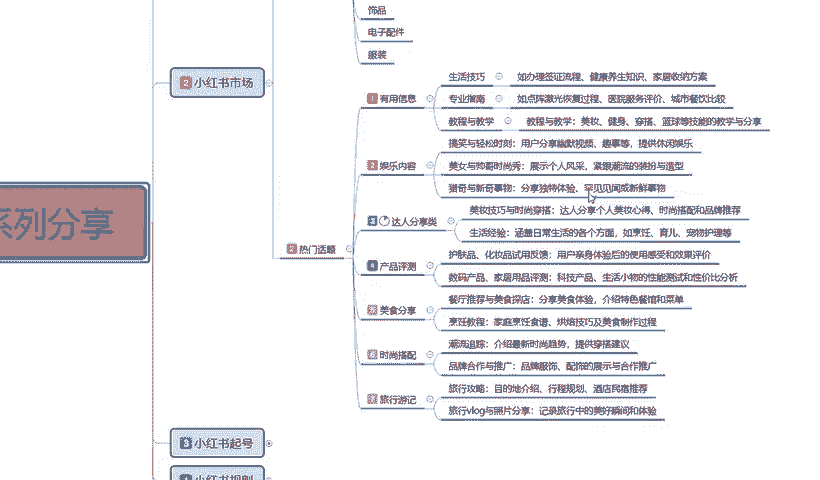 饰品
电子配件
服装
2 小红书市场
1 有用信息
生活技巧
如办理签证流程、健康养生知识、家居收纳方案
专业指南
如点阵激光恢复过程、医院服务评价、城市餐饮比较
教程与教学
教程与教学：美妆、健身、穿搭、篮球等技能的教学与分享
2 娱乐内容
搞笑与轻松时刻：用户分享幽默视频、趣事等，提供休闲娱乐
美女与帅哥时尚秀：展示个人风采，紧跟潮流的装扮与造型
猎奇与新奇事物：分享独特体验、罕见见闻或新鲜事物
系列分享
2 热门话题
3 达人分享类
美妆技巧与时尚穿搭：达人分享个人美妆心得、时尚搭配和品牌推荐
生活经验：涵盖日常生活的各个方面，如烹饪、育儿、宠物护理等
4 产品评测
护肤品、化妆品试用反馈：用户亲身体验后的使用感受和效果评价
数码产品、家居用品评测：科技产品、生活小物的性能测试和性价比分析
5 美食分享
餐厅推荐与美食探店：分享美食体验，介绍特色餐馆和菜单
烹饪教程：家庭烹饪食谱、烘焙技巧及美食制作过程
6 时尚搭配
潮流追踪：介绍最新时尚趋势，提供穿搭建议
品牌合作与推广：品牌服饰、配饰的展示与合作推广
7 旅行游记
旅行攻略：目的地介绍、行程规划、酒店民宿推荐
旅行vlog与照片分享：记录旅行中的美好瞬间和体验
3 小红书起号
4 小红书规则